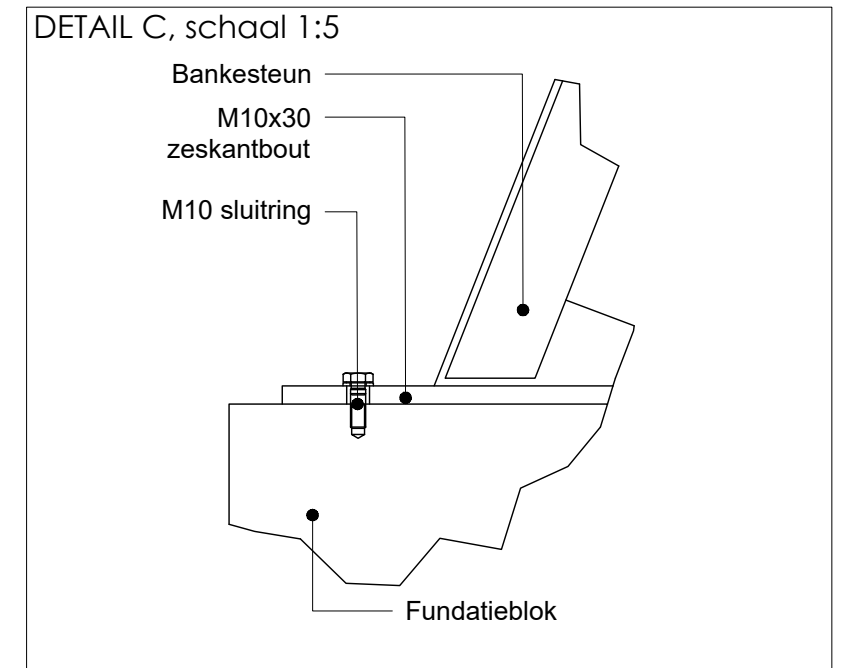 DETAIL C, schaal 1:5
Bankesteun
M10x30
zeskantbout
M10 sluitring
Fundatieblok